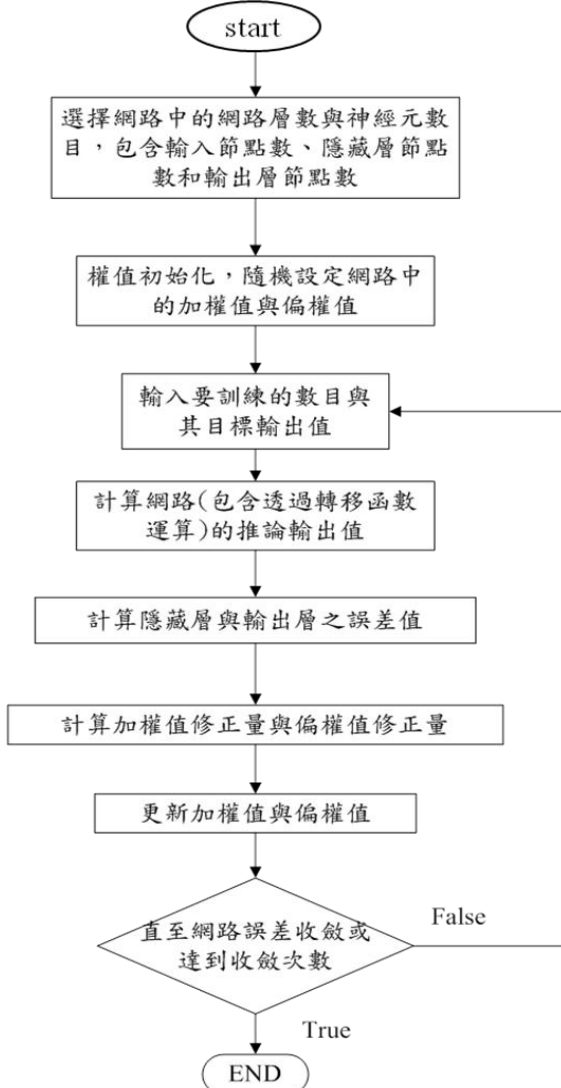 start
選擇網路中的網路層數與神經元數
目，包含輸入節點數、隱藏層節點
數和輸出層節點數
權值初始化，隨機設定網路中
的加權值與偏權值
輸入要訓練的數目與
其目標輸出值
計算網路(包含透過轉移函數
運算)的推論輸出值
計算隱藏層與輸出層之誤差值
計算加權值修正量與偏權值修正量
更新加權值與偏權值
直至網路誤差收斂或
達到收斂次數
False
True
END